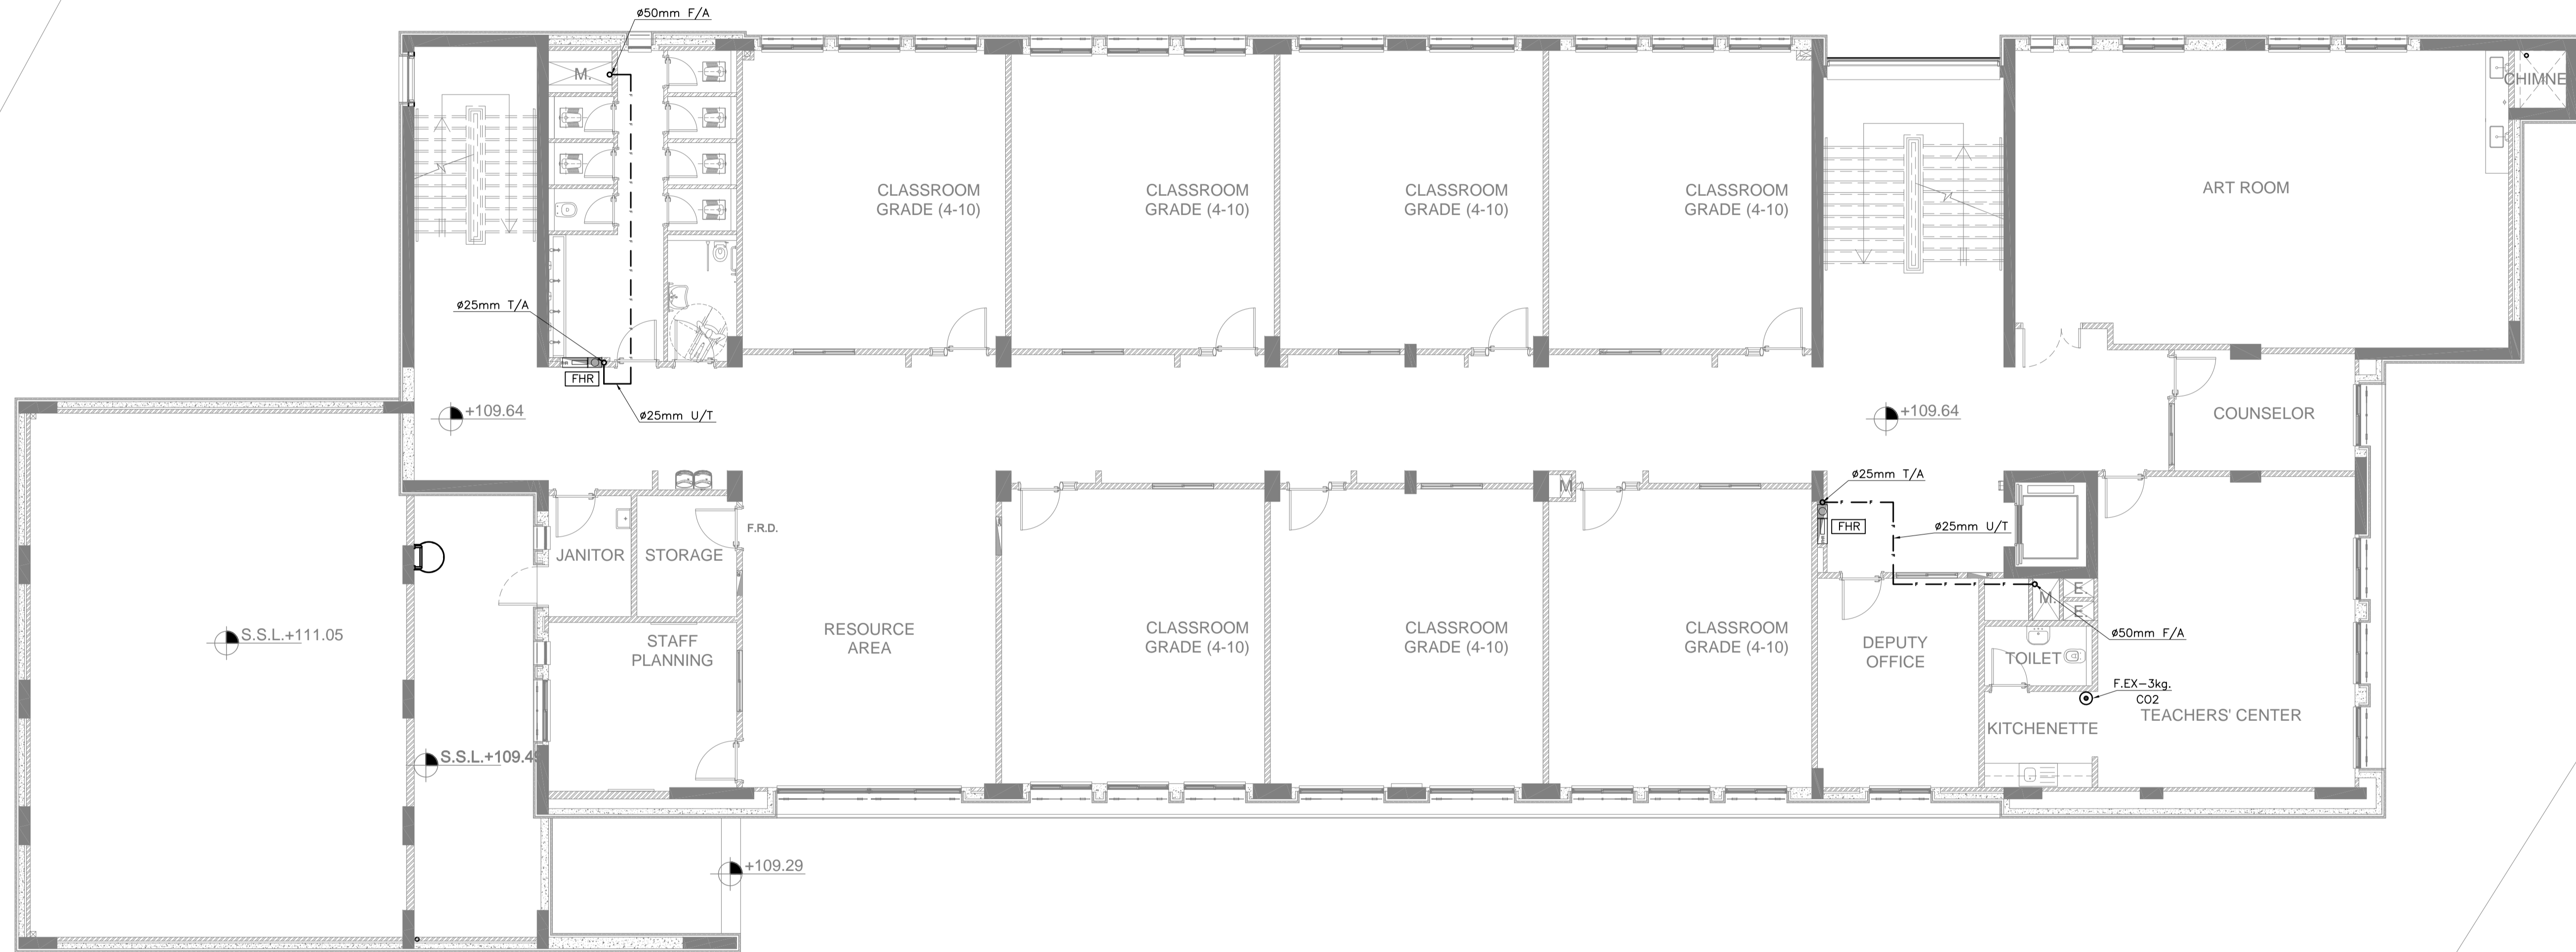 ø50mm F/A
M.
CHIMNE
CLASSROOM
GRADE (4-10)
CLASSROOM
GRADE (4-10)
CLASSROOM
GRADE (4-10)
CLASSROOM
GRADE (4-10)
ART ROOM
ø25mm T/A
FHR
ø25mm U/T
+109.64
+109.64
COUNSELOR
ø25mm T/A
M
FHR
ø25mm U/T
F.R.D.
JANITOR
STORAGE
E.
M.
E.
S.S.L.+111.05
STAFF
PLANNING
RESOURCE
AREA
CLASSROOM
GRADE (4-10)
CLASSROOM
GRADE (4-10)
CLASSROOM
GRADE (4-10)
DEPUTY
OFFICE
ø50mm F/A
TOILET
F.EX-3kg.
CO2
TEACHERS' CENTER
KITCHENETTE
S.S.L.+109.49
+109.29